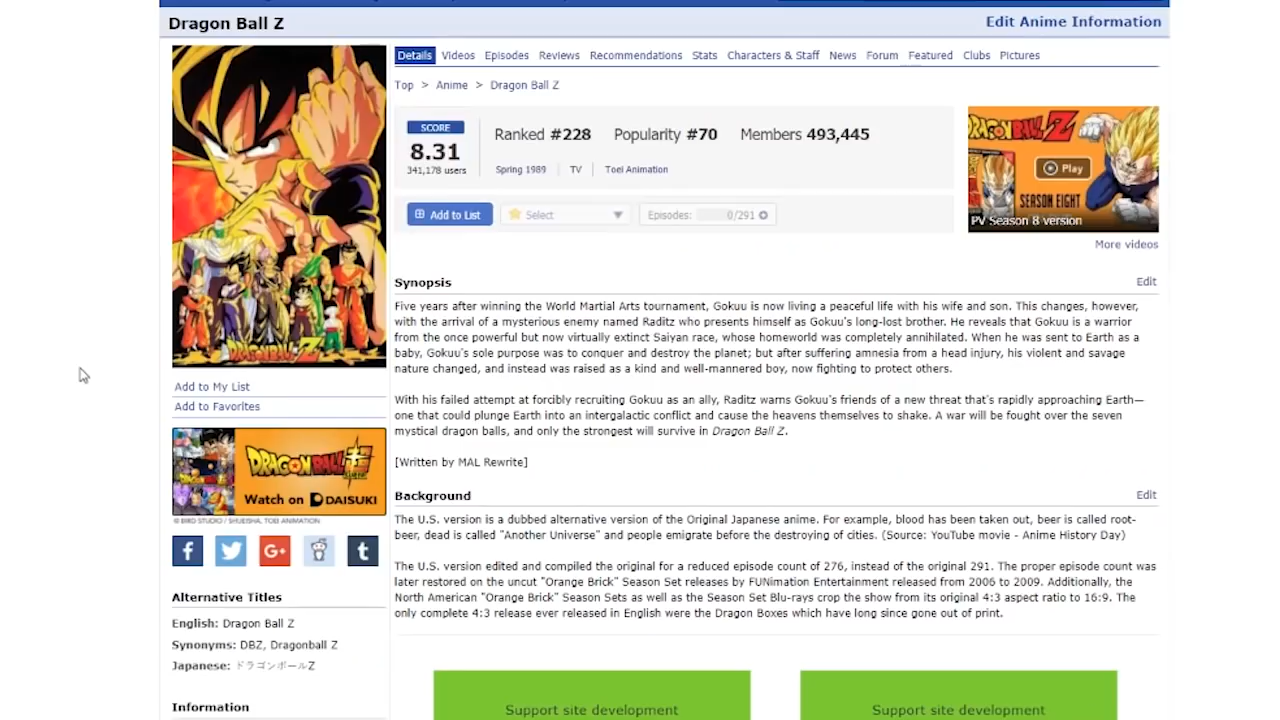 Dragon Ball Z
Edit Anime Information
Details Videos Episodes Reviews Recommendations Stats Characters & Staff News Forum Featured Clubs Pictures
Top > Anime > Dragon Ball Z
SCORE
8.31
341,178 users
Ranked #228 Popularity #70 Members 493,445
Spring 1989 TV Toei Animation
Add to List Select Episodes: 0/291
DRAGON BALL Z
Play
SEASON EIGHT
PV Season 8 version
More videos
Synopsis Edit
Five years after winning the World Martial Arts tournament, Gokuu is now living a peaceful life with his wife and son. This changes, however,
with the arrival of a mysterious enemy named Raditz who presents himself as Gokuu's long-lost brother. He reveals that Gokuu is a warrior
from the once powerful but now virtually extinct Saiyan race, whose homeworld was completely annihilated. When he was sent to Earth as a
baby, Gokuu's sole purpose was to conquer and destroy the planet; but after suffering amnesia from a head injury, his violent and savage
nature changed, and instead was raised as a kind and well-mannered boy, now fighting to protect others.
With his failed attempt at forcibly recruiting Gokuu as an ally, Raditz warns Gokuu's friends of a new threat that's rapidly approaching Earth—
one that could plunge Earth into an intergalactic conflict and cause the heavens themselves to shake. A war will be fought over the seven
mystical dragon balls, and only the strongest will survive in Dragon Ball Z.
[Written by MAL Rewrite]
Background Edit
The U.S. version is a dubbed alternative version of the Original Japanese anime. For example, blood has been taken out, beer is called root-
beer, dead is called "Another Universe" and people emigrate before the destroying of cities. (Source: YouTube movie - Anime History Day)
The U.S. version edited and compiled the original for a reduced episode count of 276, instead of the original 291. The proper episode count was
later restored on the uncut "Orange Brick" Season Set releases by FUNimation Entertainment released from 2006 to 2009. Additionally, the
North American "Orange Brick" Season Sets as well as the Season Set Blu-rays crop the show from its original 4:3 aspect ratio to 16:9. The
only complete 4:3 release ever released in English were the Dragon Boxes which have long since gone out of print.
Support site development
Support site development
DRAGON BALL Z
Add to My List
Add to Favorites
DRAGON BALL 超
SUPER
Watch on DAISUKI
© BIRD STUDIO / SHUEISHA, TOEI ANIMATION
Alternative Titles
English: Dragon Ball Z
Synonyms: DBZ, Dragonball Z
Japanese: ドラゴンボールZ
Information